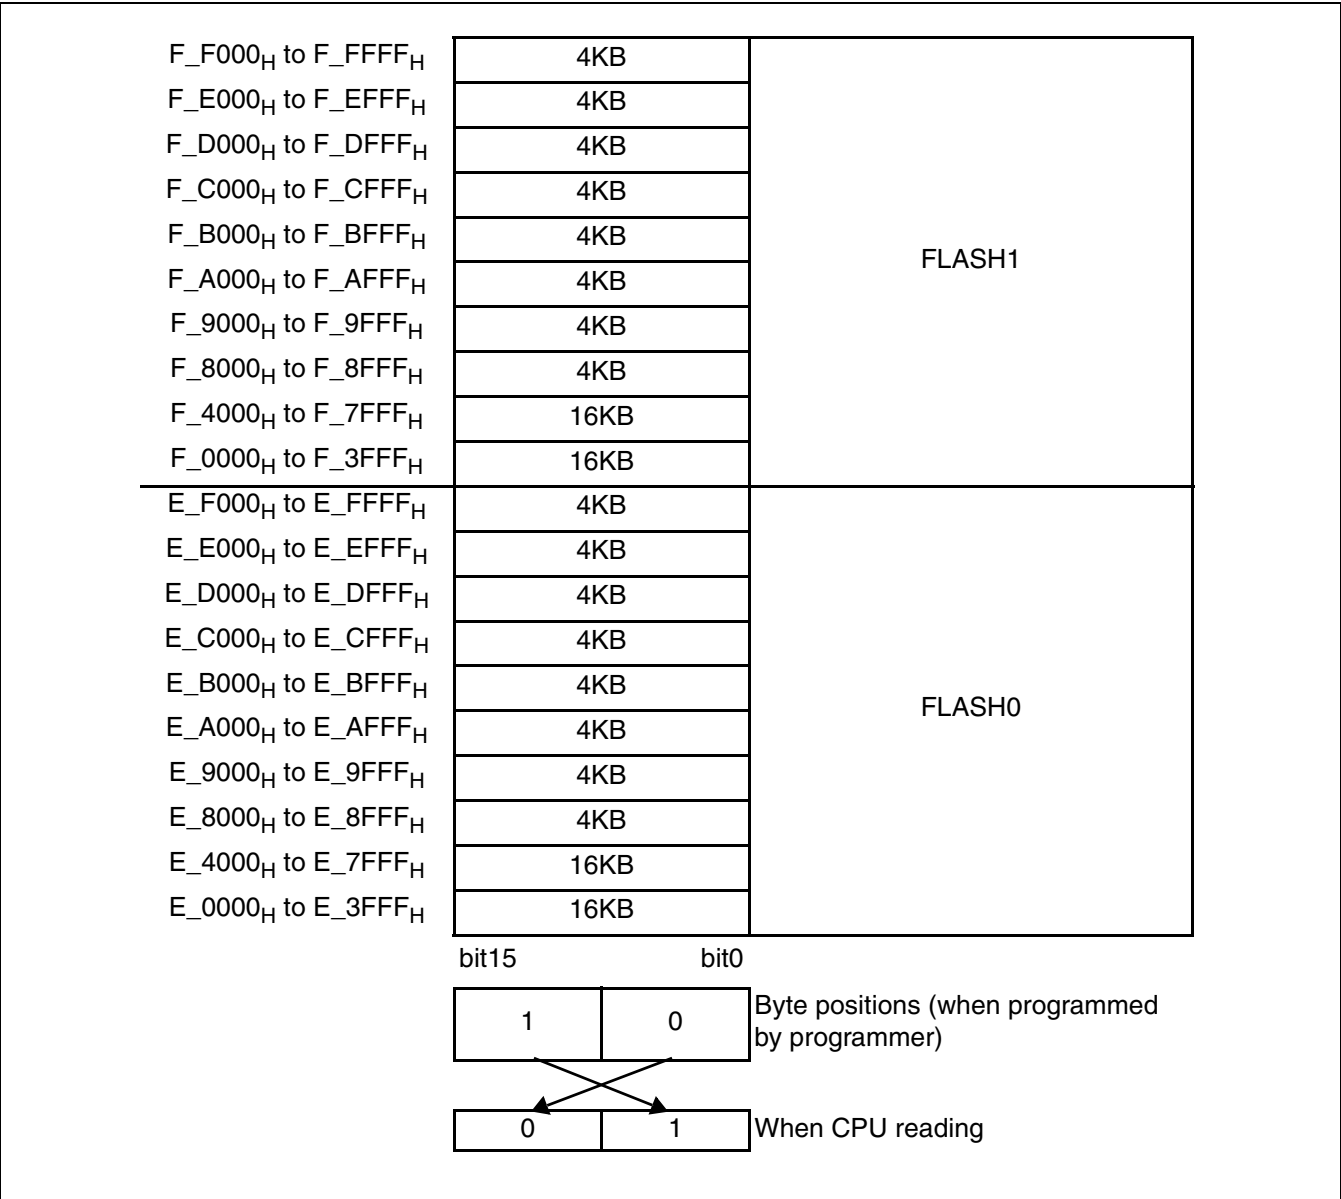 F_F000H to F_FFFFH 4KB
F_E000H to F_EFFFH 4KB
F_D000H to F_DFFFH 4KB
F_C000H to F_CFFFH 4KB
F_B000H to F_BFFFH 4KB
FLASH1
F_A000H to F_AFFFH 4KB
F_9000H to F_9FFFH 4KB
F_8000H to F_8FFFH 4KB
F_4000H to F_7FFFH 16KB
F_0000H to F_3FFFH 16KB
E_F000H to E_FFFFH 4KB
E_E000H to E_EFFFH 4KB
E_D000H to E_DFFFH 4KB
E_C000H to E_CFFFH 4KB
E_B000H to E_BFFFH 4KB
FLASH0
E_A000H to E_AFFFH 4KB
E_9000H to E_9FFFH 4KB
E_8000H to E_8FFFH 4KB
E_4000H to E_7FFFH 16KB
E_0000H to E_3FFFH 16KB
bit15 bit0
1 0
Byte positions (when programmed
by programmer)
0 1 When CPU reading